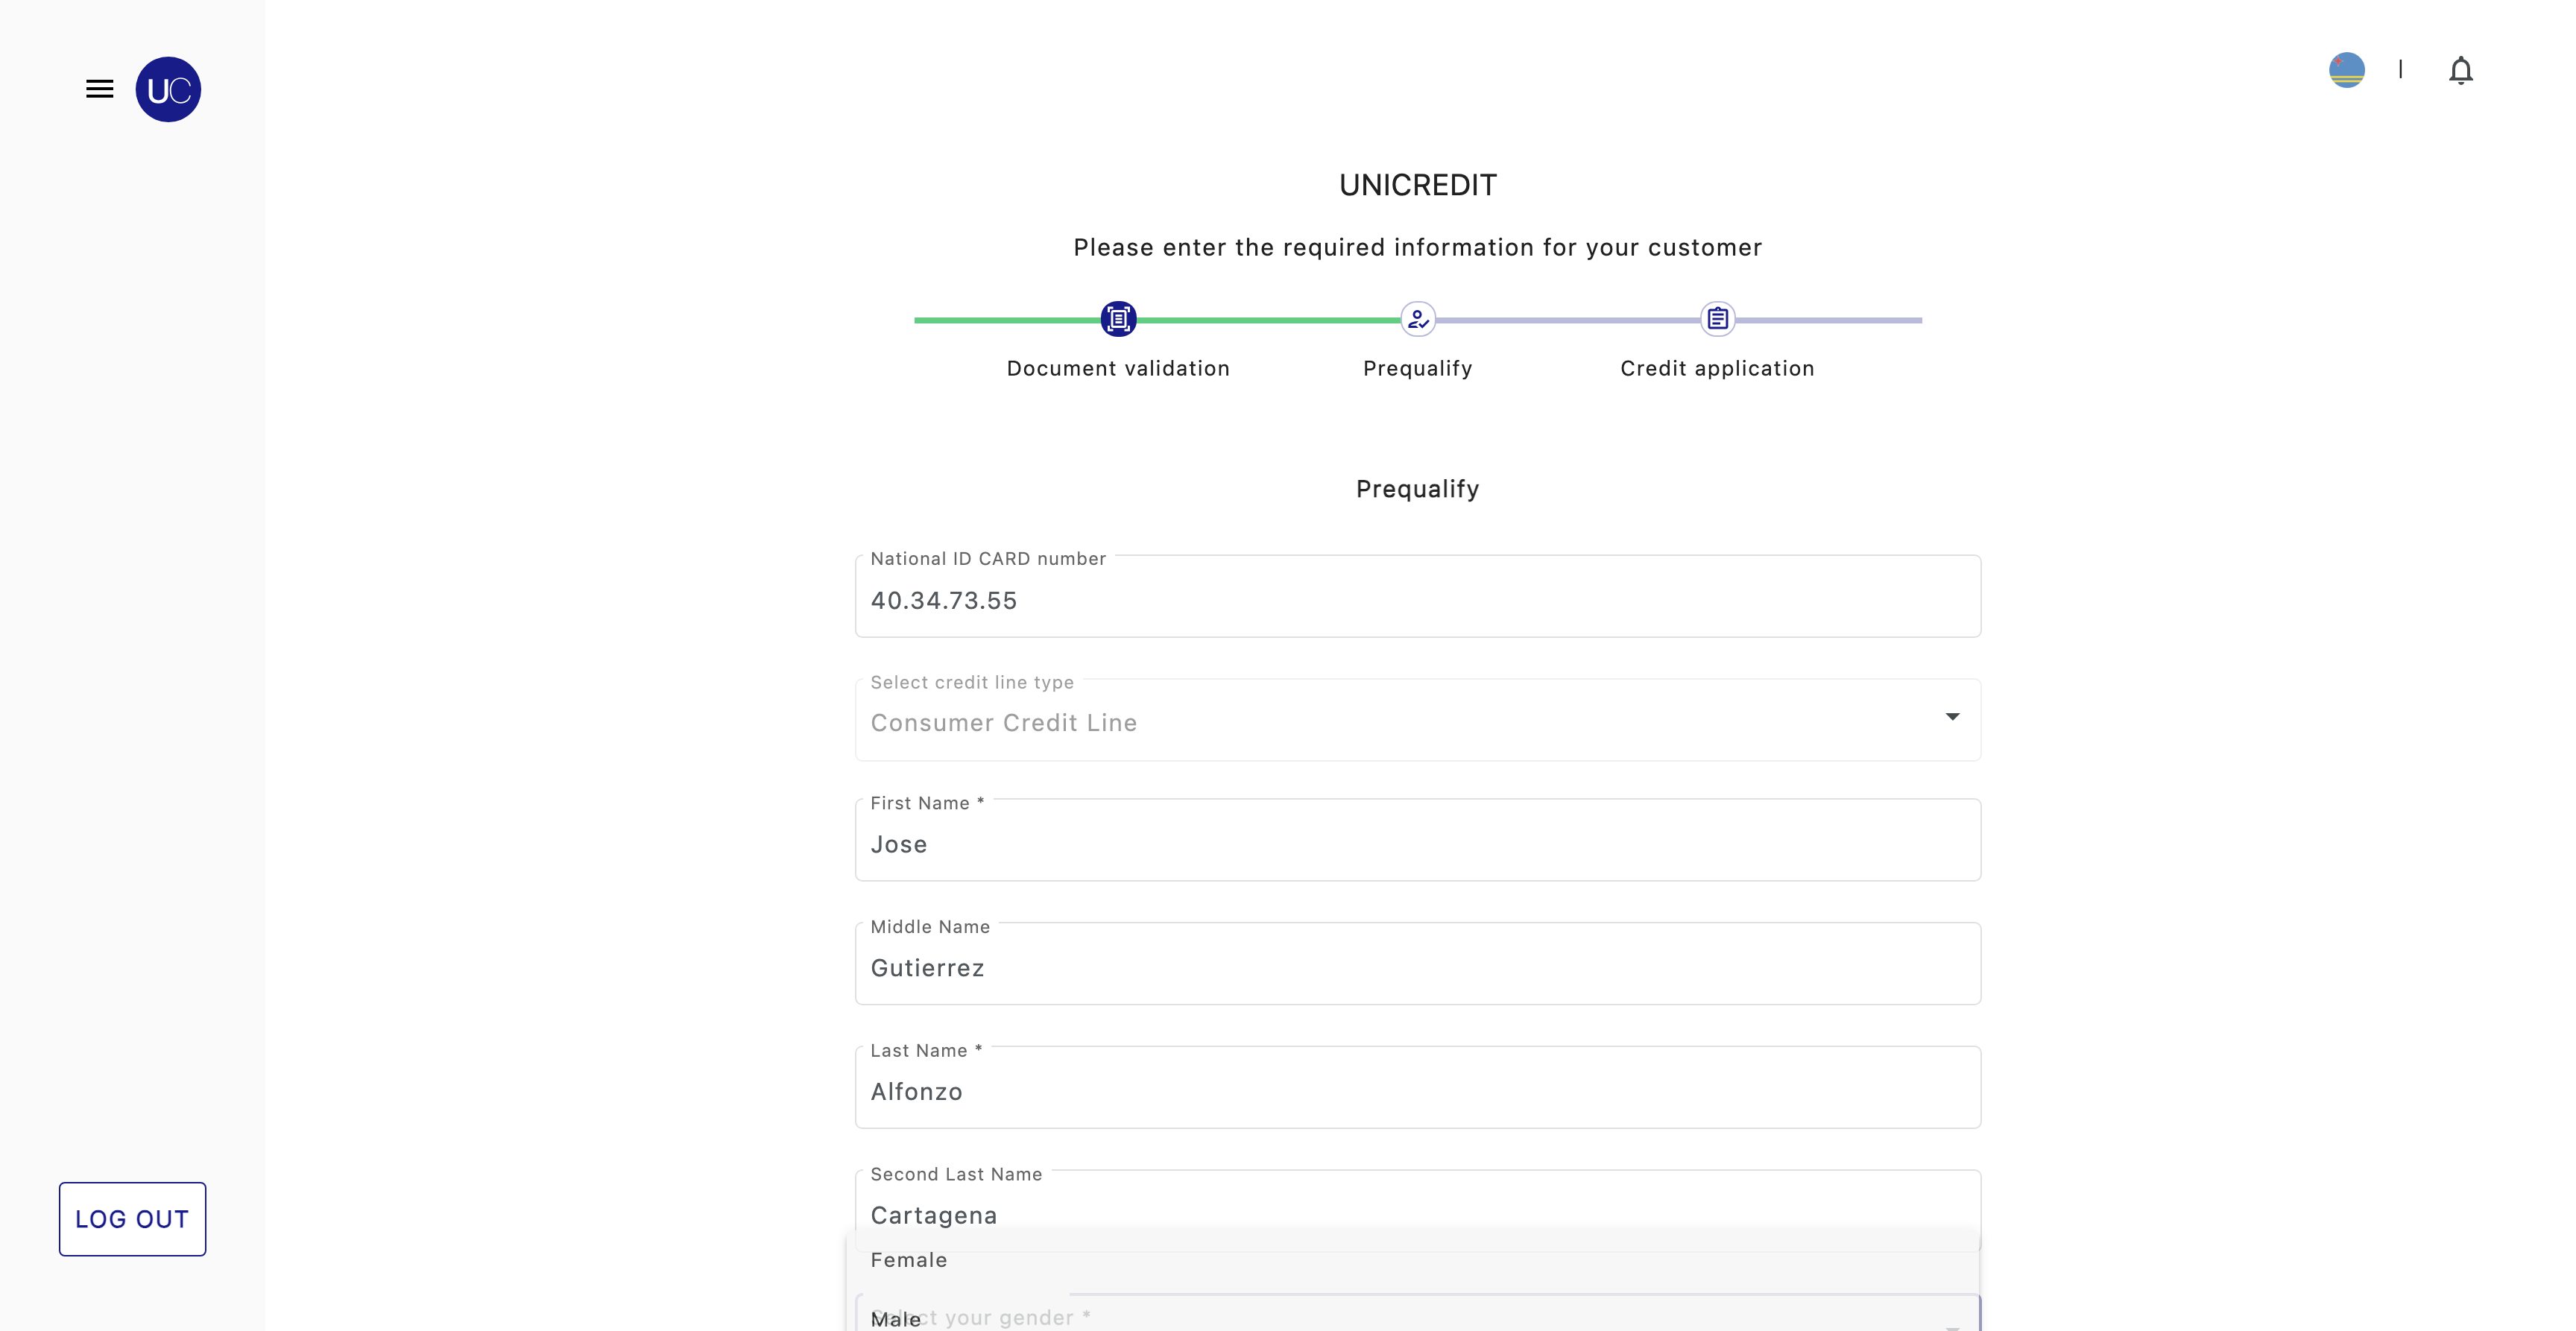 UC
UNICREDIT
Please enter the required information for your customer
Document validation
Prequalify
Credit application
Prequalify
National ID CARD number
40.34.73.55
Select credit line type
Consumer Credit Line
First Name *
Jose
Middle Name
Gutierrez
Last Name *
Alfonzo
Second Last Name
Cartagena
Female
Select your gender *
Male
LOG OUT